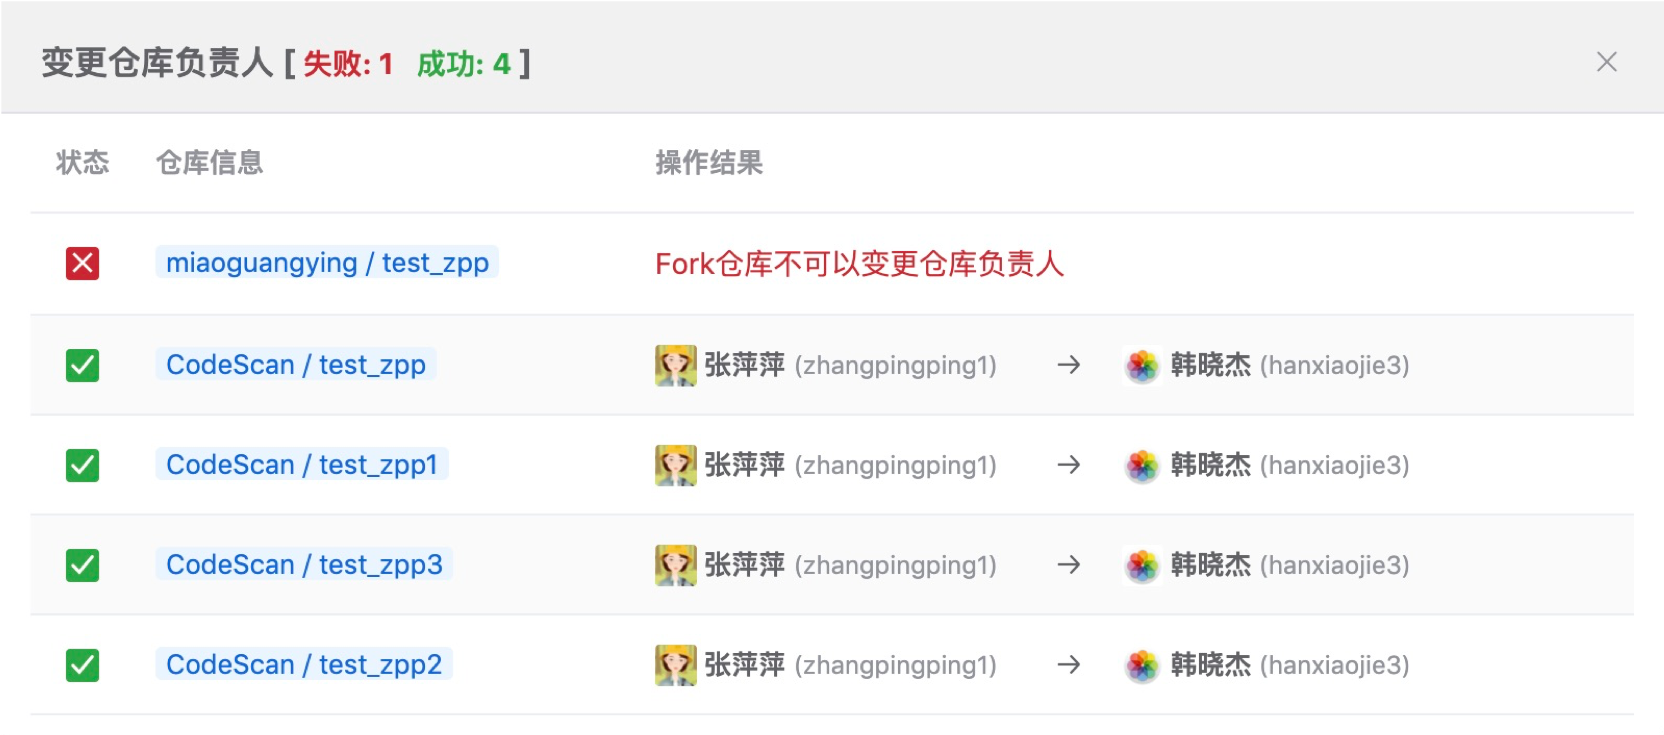 变更仓库负责人 [ 失败: 1 成功: 4 ]
状态 仓库信息 操作结果
miaoguangying / test_zpp Fork仓库不可以变更仓库负责人
CodeScan / test_zpp 张萍萍 (zhangpingping1) → 韩晓杰 (hanxiaojie3)
CodeScan / test_zpp1 张萍萍 (zhangpingping1) → 韩晓杰 (hanxiaojie3)
CodeScan / test_zpp3 张萍萍 (zhangpingping1) → 韩晓杰 (hanxiaojie3)
CodeScan / test_zpp2 张萍萍 (zhangpingping1) → 韩晓杰 (hanxiaojie3)